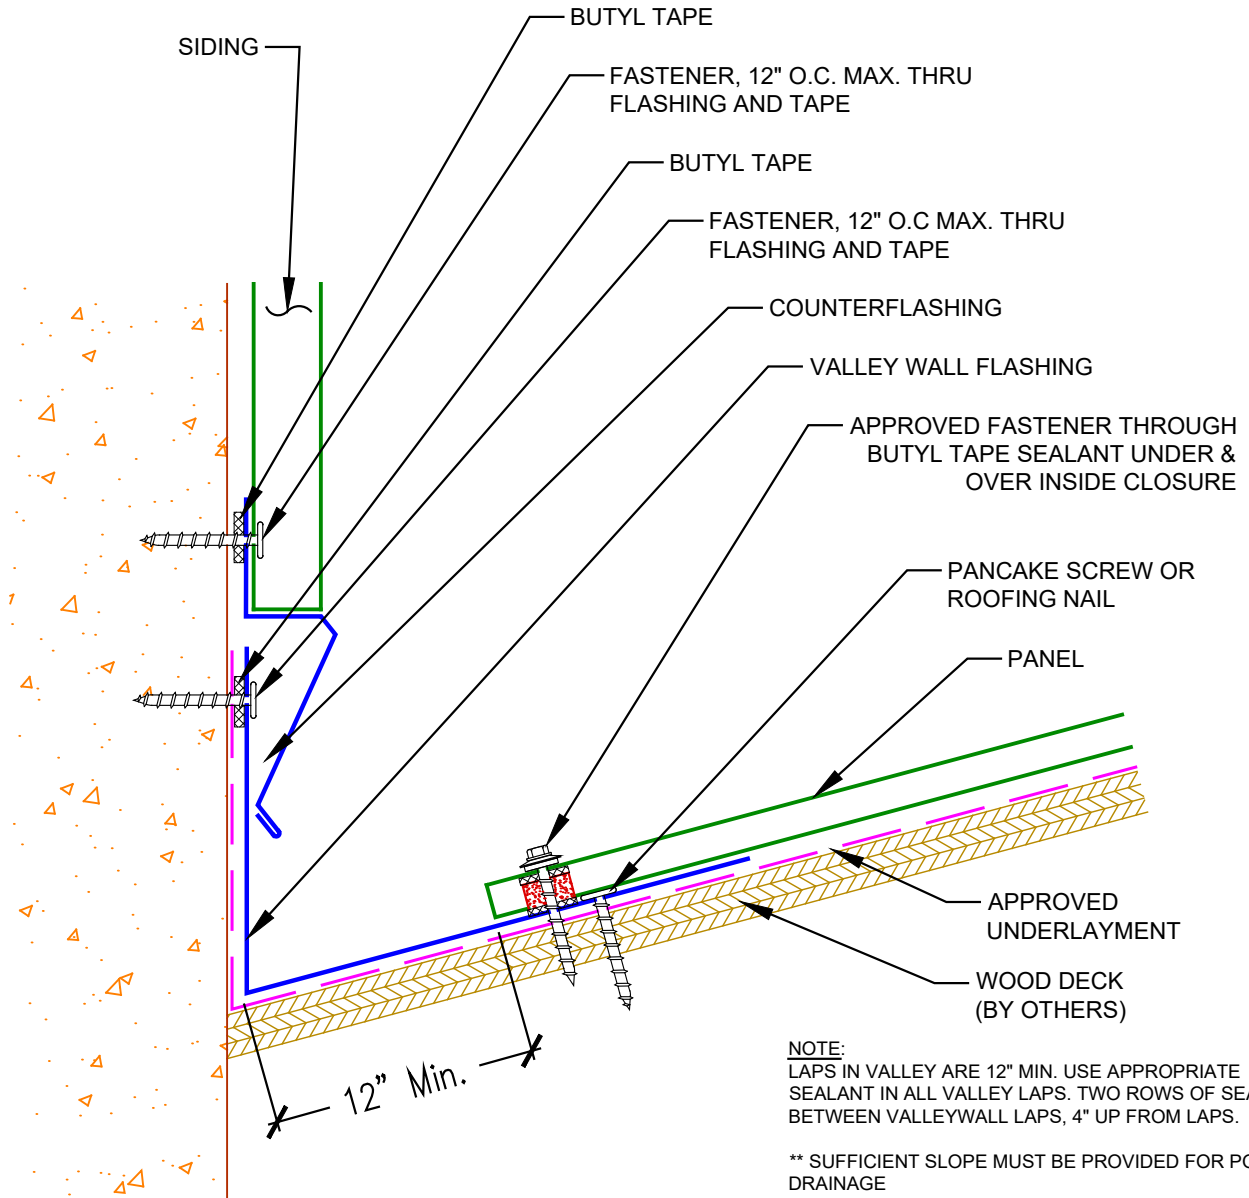 BUTYL TAPE
SIDING
FASTENER, 12" O.C. MAX. THRU
FLASHING AND TAPE
BUTYL TAPE
FASTENER, 12" O.C MAX. THRU
FLASHING AND TAPE
COUNTERFLASHING
VALLEY WALL FLASHING
APPROVED FASTENER THROUGH
BUTYL TAPE SEALANT UNDER &
OVER INSIDE CLOSURE
PANCAKE SCREW OR
ROOFING NAIL
PANEL
APPROVED
UNDERLAYMENT
WOOD DECK
(BY OTHERS)
12" Min.
NOTE:
LAPS IN VALLEY ARE 12" MIN. USE APPROPRIATE
SEALANT IN ALL VALLEY LAPS. TWO ROWS OF
BETWEEN VALLEYWALL LAPS, 4" UP FROM LAPS.
** SUFFICIENT SLOPE MUST BE PROVIDED FOR
DRAINAGE